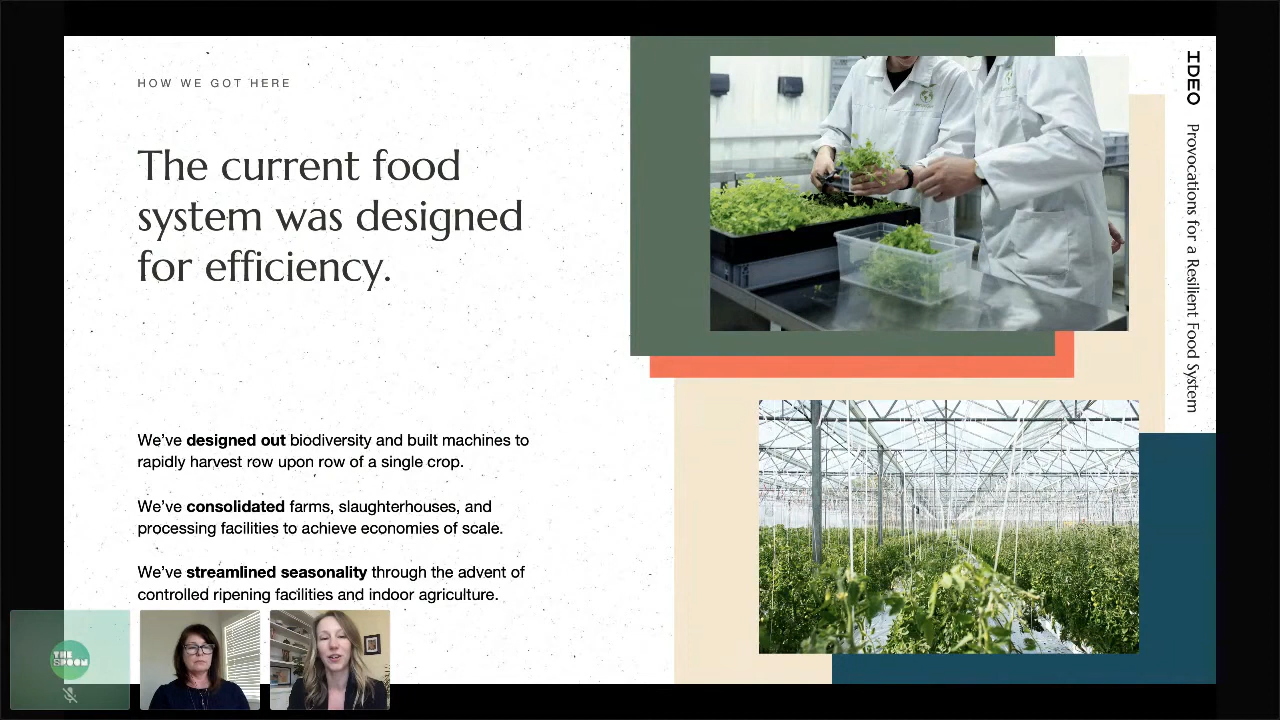 HOW WE GOT HERE
The current food
system was designed
for efficiency.
We've designed out biodiversity and built machines to
rapidly harvest row upon row of a single crop.
We've consolidated farms, slaughterhouses, and
processing facilities to achieve economies of scale.
We've streamlined seasonality through the advent of
controlled ripening facilities and indoor agriculture.
IDEO Provocations for a Resilient Food System
THE
SPOON